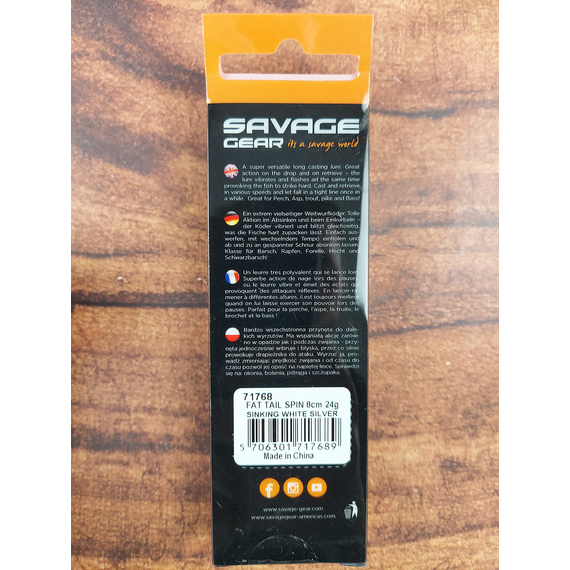 SAVAGE
GEAR its a savage world
A super versatile long casting lure. Great
action on the drop and on retrieve - the
lure vibrates and flashes ad the same time
provoking the fish to strike hard. Cast and retrieve
in various speeds and let fall in a tight line once in
a while. Great for Perch, Asp, trout, pike and Bass!
Ein extrem vielseitiger Weitwurfköder. Tolle
Aktion im Absinken und beim Einkurbeln -
der Köder vibriert und blitzt gleichzeitig,
was die Fische hart zupacken lässt. Einfach aus-
werfen, mit wechselndem Tempo einholen und
ab und zu an gespannter Schnur absinken lassen.
Klasse für Barsch, Rapfen, Forelle, Hecht und
Schwarzbarsch!
Un leurre très polyvalent qui se lance loin.
Superbe action de nage lors des pauses
ou le leurre vibre et émet des eclats qui
provoquent des attaques réflexes. En lancer-ra-
mener à différentes allures, il est toujours meilleur
quand on lui laisse exercer son pouvoir lors des
pauses. Parfait pour la perche, l'aspe, la truite, le
brochet et le bass !
Bardzo wszechstronna przynęta do dale-
kich wyrzutów. Ma wspaniałą akcję zarów-
no w opadzie jak i podczas zwijania - przy-
nęta jednocześnie wibruje i błyska, przez co silnie
prowokuje drapieżnika do ataku. Wyrzuć ją, pro-
wadź zmieniając prędkość zwijania i od czasu do
czasu pozwól jej opaść na napiętej lince. Sprawdzi
się na: okonia, bolenia, pstrąga i szczupaka.
71768
FAT TAIL SPIN 8cm 24g
SINKING WHITE SILVER
5 706301 717689
Made in China
www.savage-gear.com
www.savagegear-americas.com